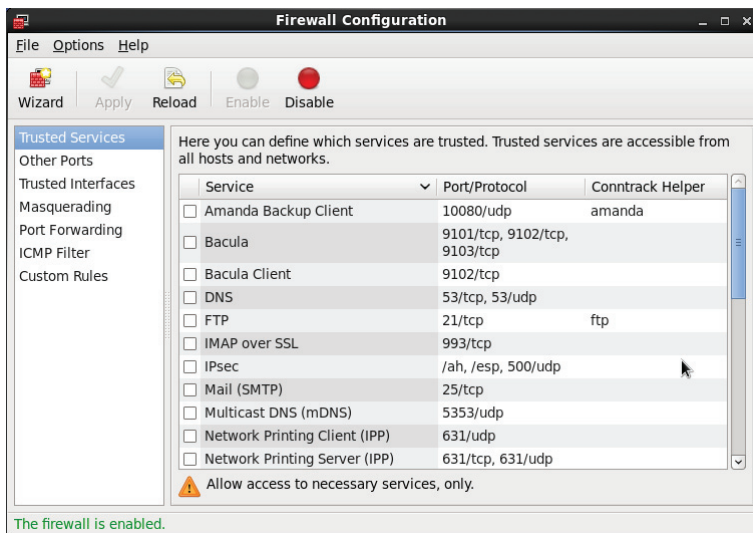 Firewall Configuration
File Options Help
Wizard Apply Reload Enable Disable
Trusted Services
Other Ports
Trusted Interfaces
Masquerading
Port Forwarding
ICMP Filter
Custom Rules
Here you can define which services are trusted. Trusted services are accessible from
all hosts and networks.
Service Port/Protocol Conntrack Helper
Amanda Backup Client 10080/udp amanda
Bacula 9101/tcp, 9102/tcp,
9103/tcp
Bacula Client 9102/tcp
DNS 53/tcp, 53/udp
FTP 21/tcp ftp
IMAP over SSL 993/tcp
IPsec /ah, /esp, 500/udp
Mail (SMTP) 25/tcp
Multicast DNS (mDNS) 5353/udp
Network Printing Client (IPP) 631/udp
Network Printing Server (IPP) 631/tcp, 631/udp
Allow access to necessary services, only.
The firewall is enabled.